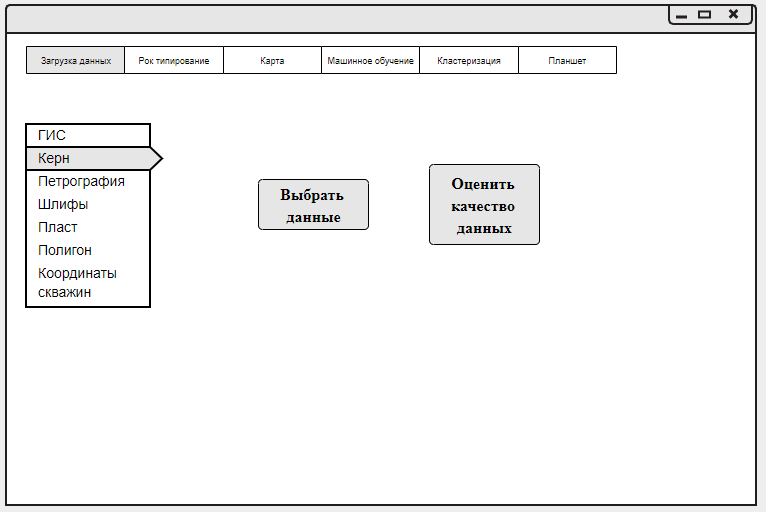 Загрузка данных
Рок типирование
Карта
Машинное обучение
Кластеризация
Планшет
ГИС
Керн
Петрография
Шлифы
Пласт
Полигон
Координаты
скважин
Выбрать
данные
Оценить
качество
данных